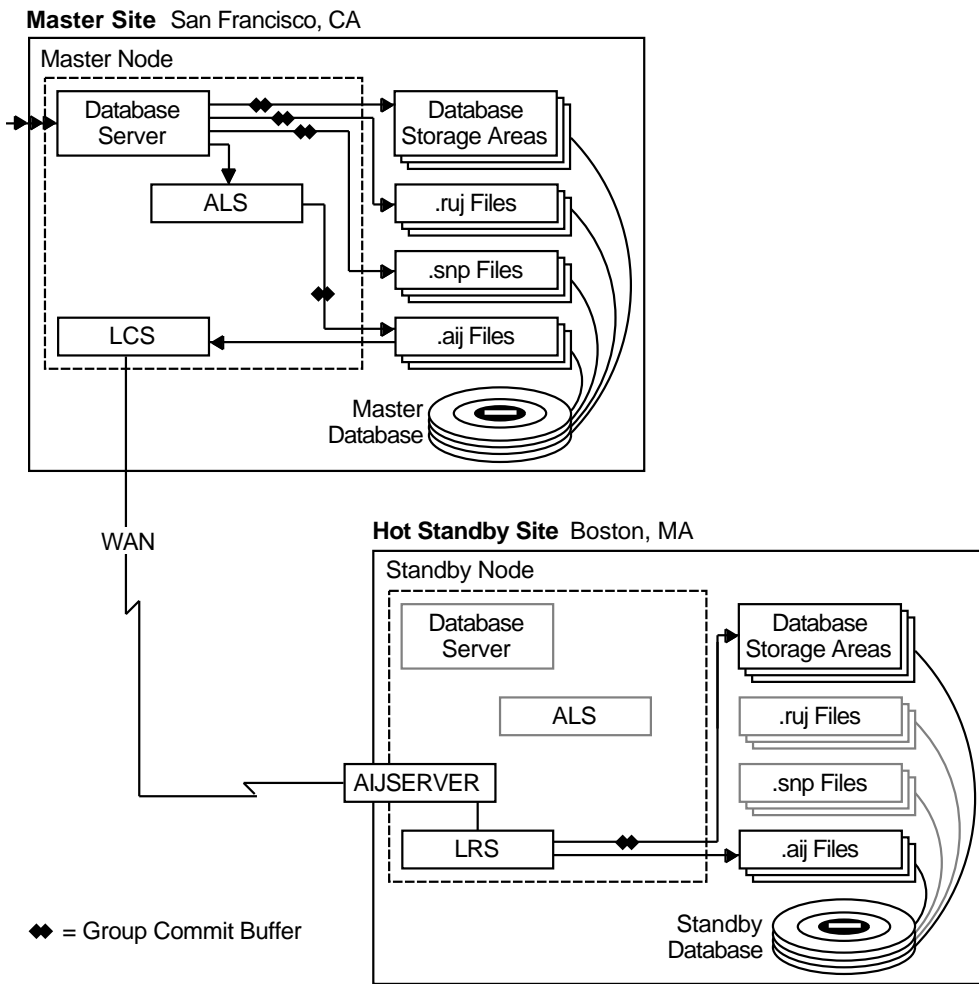 Master Site San Francisco, CA
Master Node
Database
Server
Database
Storage Areas
ALS
.ruj Files
.snp Files
LCS
.aij Files
Master
Database
WAN
Hot Standby Site Boston, MA
Standby Node
Database
Server
Database
Storage Areas
ALS
.ruj Files
.snp Files
AIJSERVER
LRS
.aij Files
Standby
Database
= Group Commit Buffer